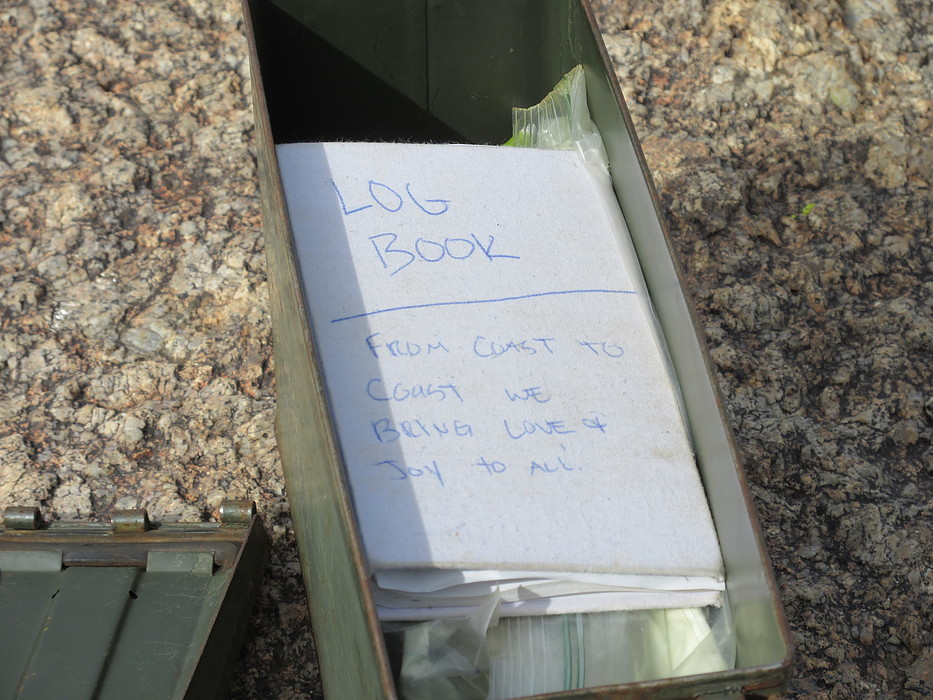 LOG
BOOK
FROM COAST TO
COAST WE
BRING LOVE &
JOY TO ALL.